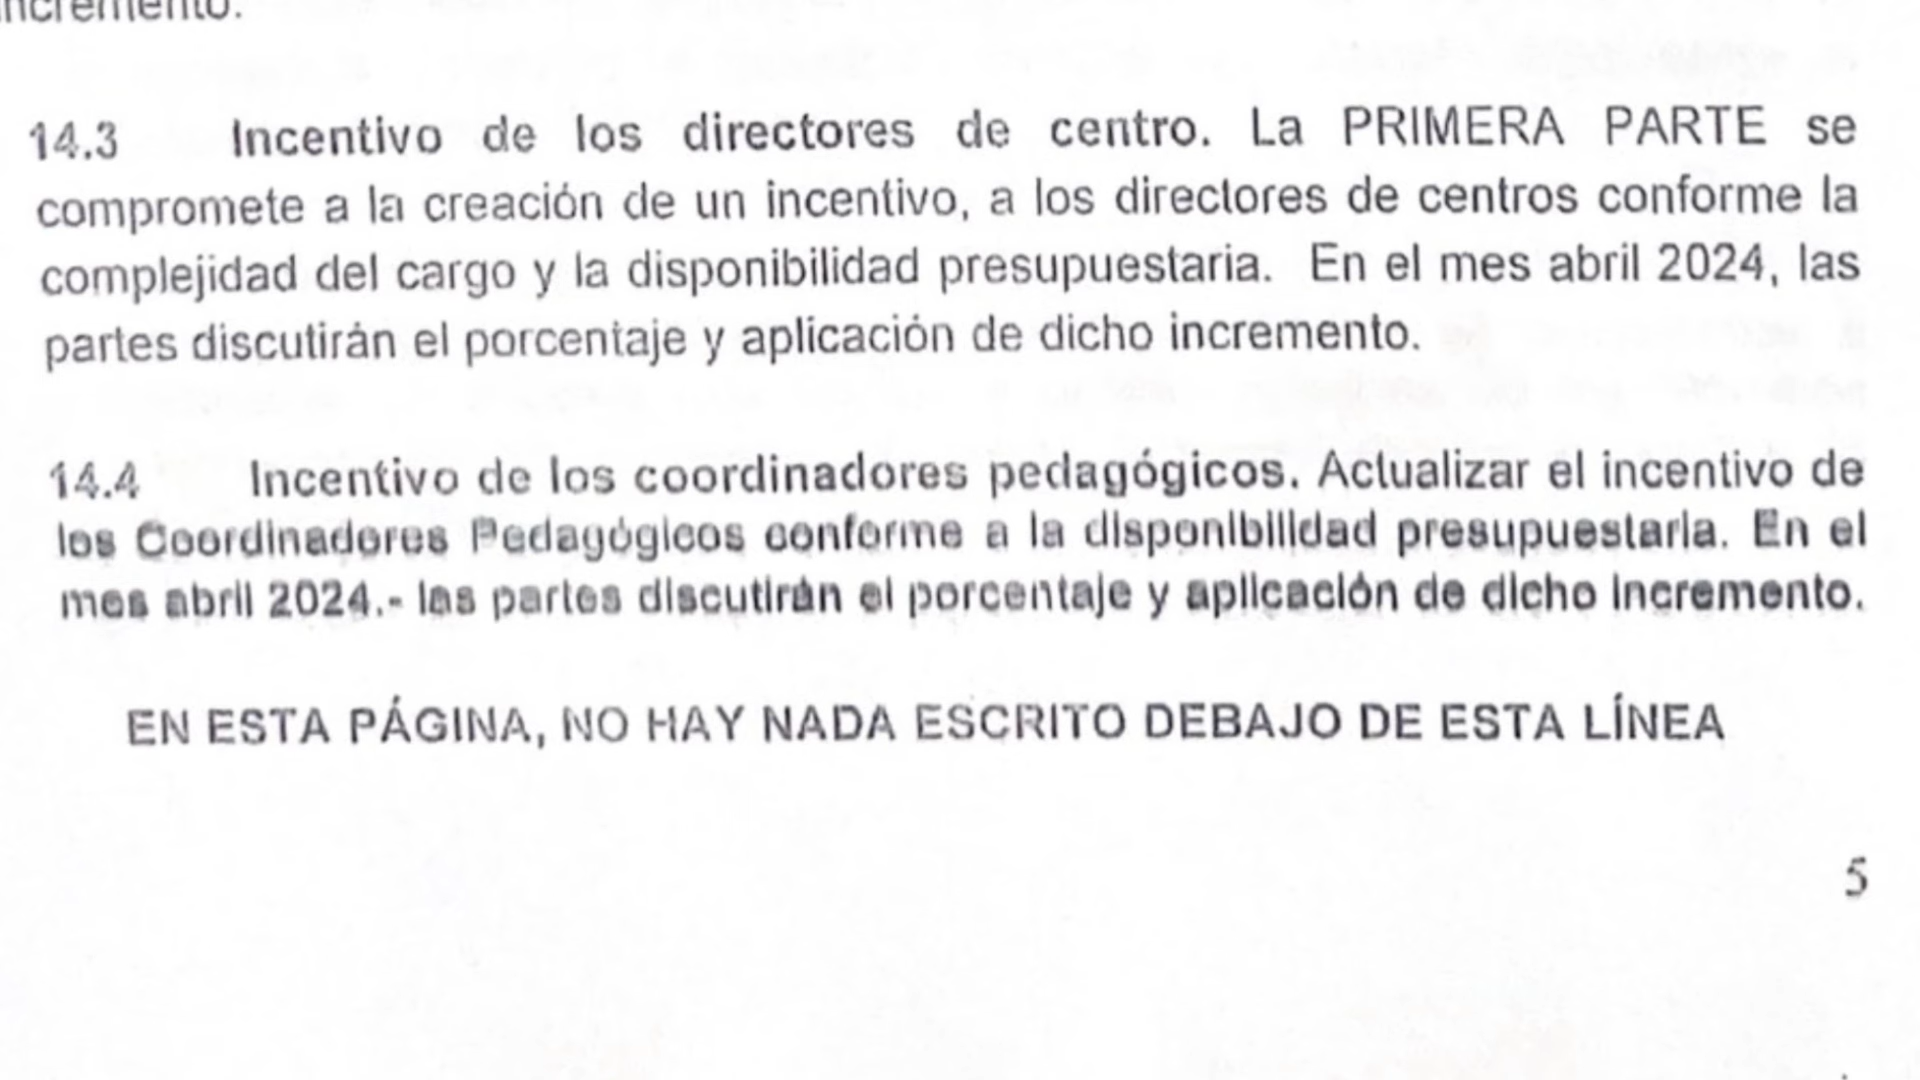 incremento.
14.3 Incentivo de los directores de centro. La PRIMERA PARTE se
compromete a la creación de un incentivo, a los directores de centros conforme la
complejidad del cargo y la disponibilidad presupuestaria. En el mes abril 2024, las
partes discutirán el porcentaje y aplicación de dicho incremento.
14.4 Incentivo de los coordinadores pedagógicos. Actualizar el incentivo de
los Coordinadores Pedagógicos conforme a la disponibilidad presupuestaria. En el
mes abril 2024.- las partes discutirán el porcentaje y aplicación de dicho incremento.
EN ESTA PÁGINA, NO HAY NADA ESCRITO DEBAJO DE ESTA LÍNEA
5